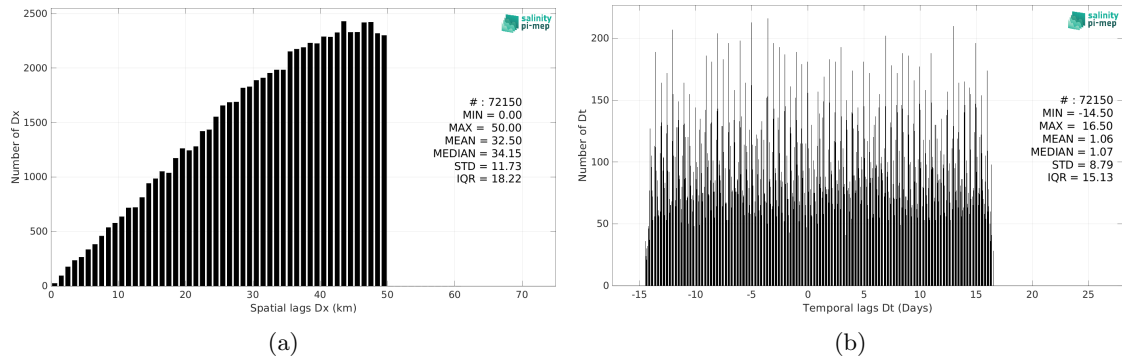 2500
2000
1500
1000
500
0
Number of Dx
salinity
pi-mep
# : 72150
MIN = 0.00
MAX = 50.00
MEAN = 32.50
MEDIAN = 34.15
STD = 11.73
IQR = 18.22
0 10 20 30 40 50 60 70
Spatial lags Dx (km)
(a)
200
150
100
50
0
Number of Dt
salinity
pi-mep
# : 72150
MIN = -14.50
MAX = 16.50
MEAN = 1.06
MEDIAN = 1.07
STD = 8.79
IQR = 15.13
-15 -10 -5 0 5 10 15 20 25
Temporal lags Dt (Days)
(b)